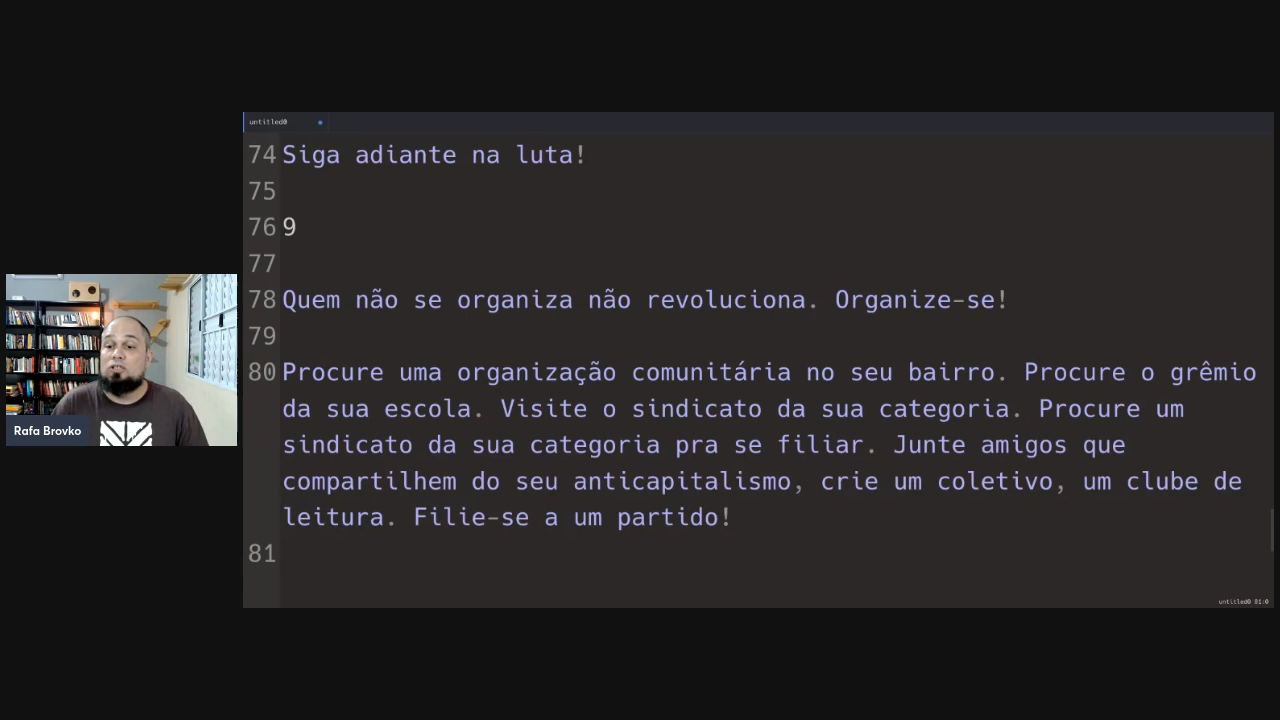 untitled0
74 Siga adiante na luta!
75
76 9
77
78 Quem não se organiza não revoluciona. Organize-se!
79
80 Procure uma organização comunitária no seu bairro. Procure o grêmio
da sua escola. Visite o sindicato da sua categoria. Procure um
sindicato da sua categoria pra se filiar. Junte amigos que
compartilhem do seu anticapitalismo, crie um coletivo, um clube de
leitura. Filie-se a um partido!
81
Rafa Brovko
untitled0 81:0